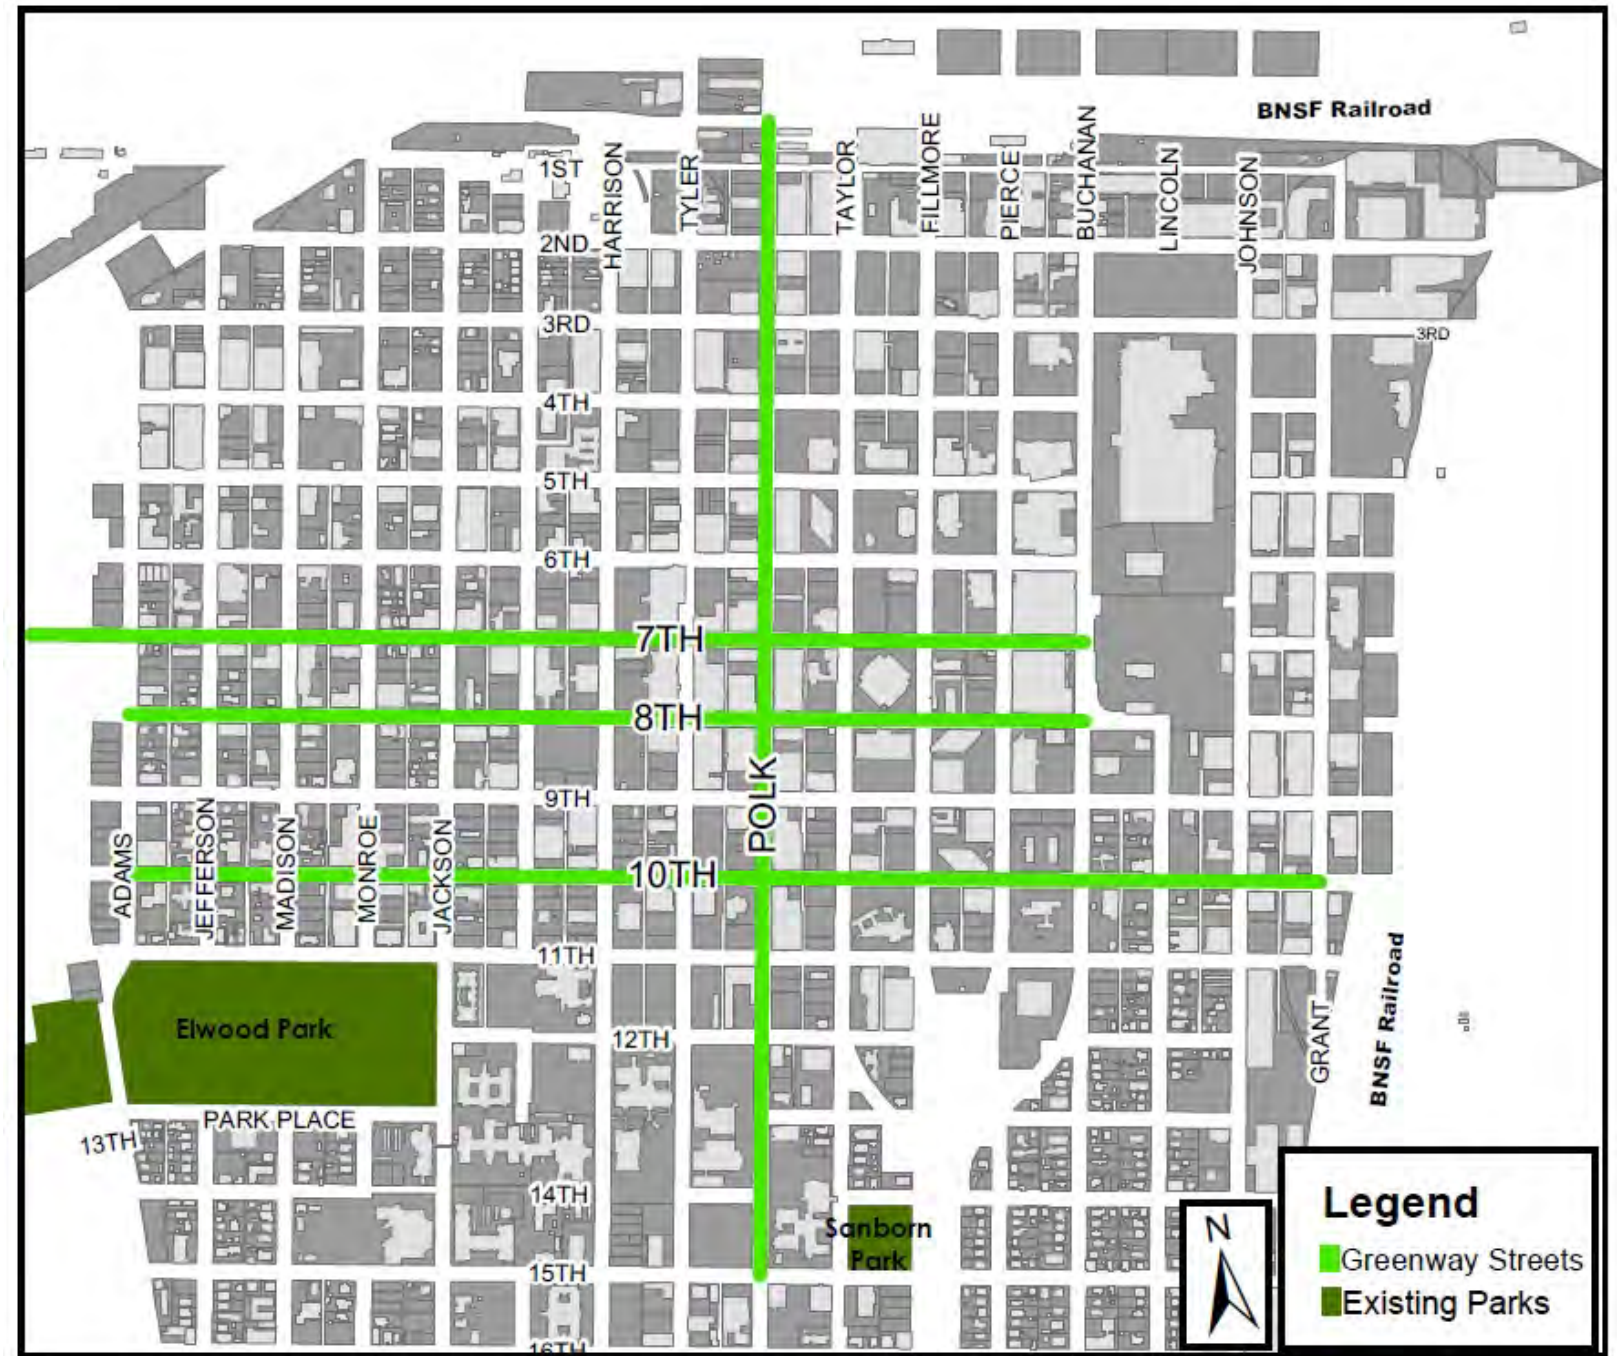 BNSF Railroad
1ST
HARRISON
TYLER
TAYLOR
FILLMORE
PIERCE
BUCHANAN
LINCOLN
JOHNSON
2ND
3RD
3RD
4TH
5TH
6TH
7TH
8TH
POLK
9TH
ADAMS
JEFFERSON
MADISON
MONROE
JACKSON
10TH
11TH
Elwood Park
12TH
GRANT
BNSF Railroad
PARK PLACE
13TH
14TH
Sanborn
Park
15TH
16TH
N
Legend
Greenway Streets
Existing Parks